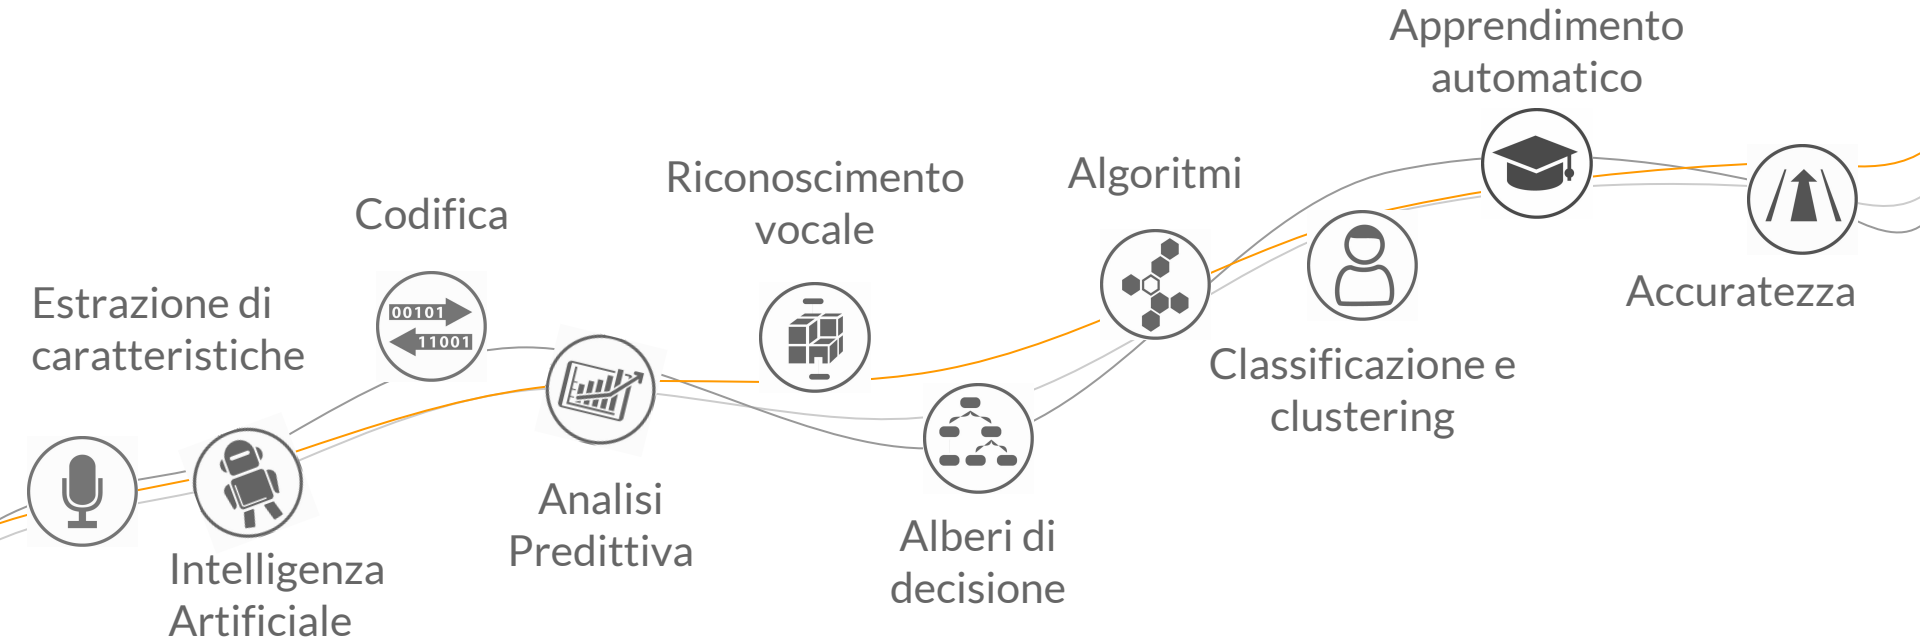 Estrazione di
caratteristiche
Intelligenza
Artificiale
Codifica
00101
11001
Analisi
Predittiva
Riconoscimento
vocale
Alberi di
decisione
Algoritmi
Classificazione e
clustering
Apprendimento
automatico
Accuratezza